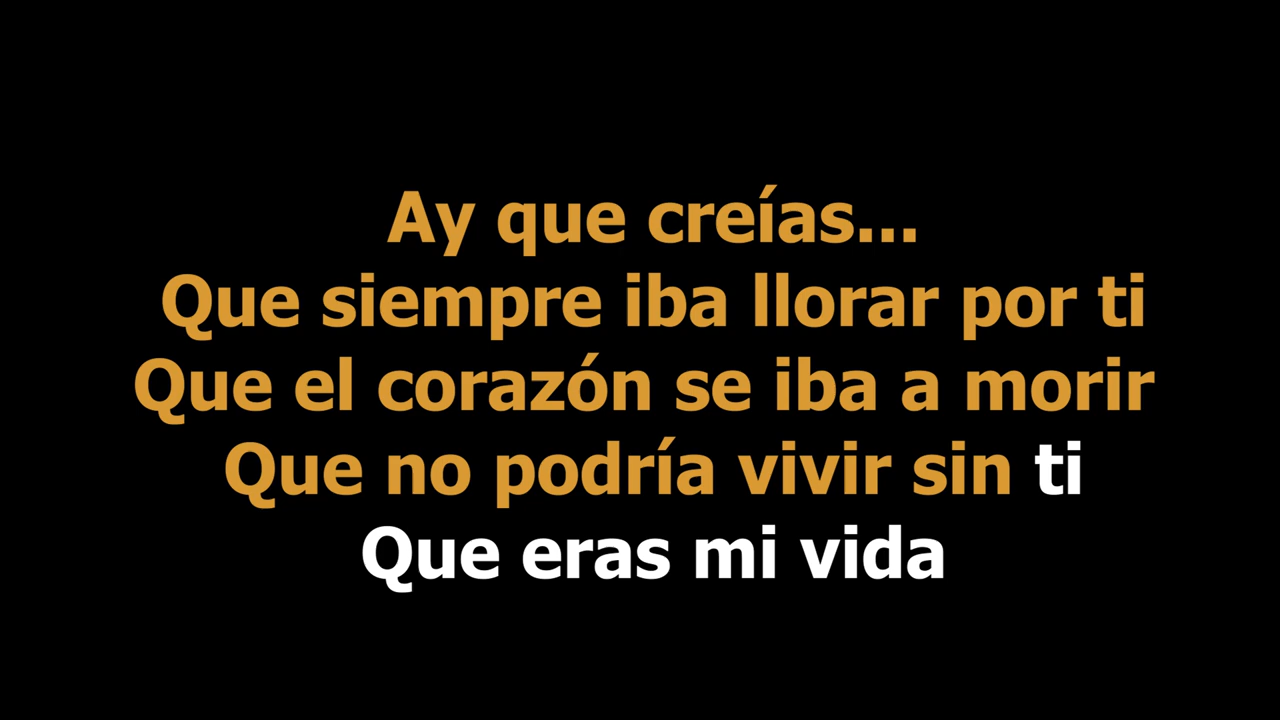 Ay que creías...
Que siempre iba llorar por ti
Que el corazón se iba a morir
Que no podría vivir sin ti
Que eras mi vida